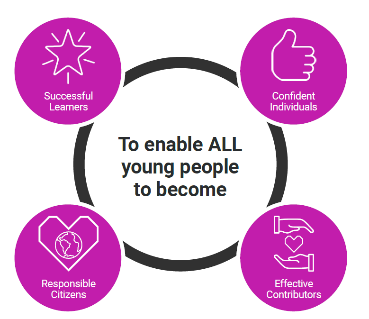 Successful
Learners
Confident
Individuals
To enable ALL
young people
to become
Responsible
Citizens
Effective
Contributors